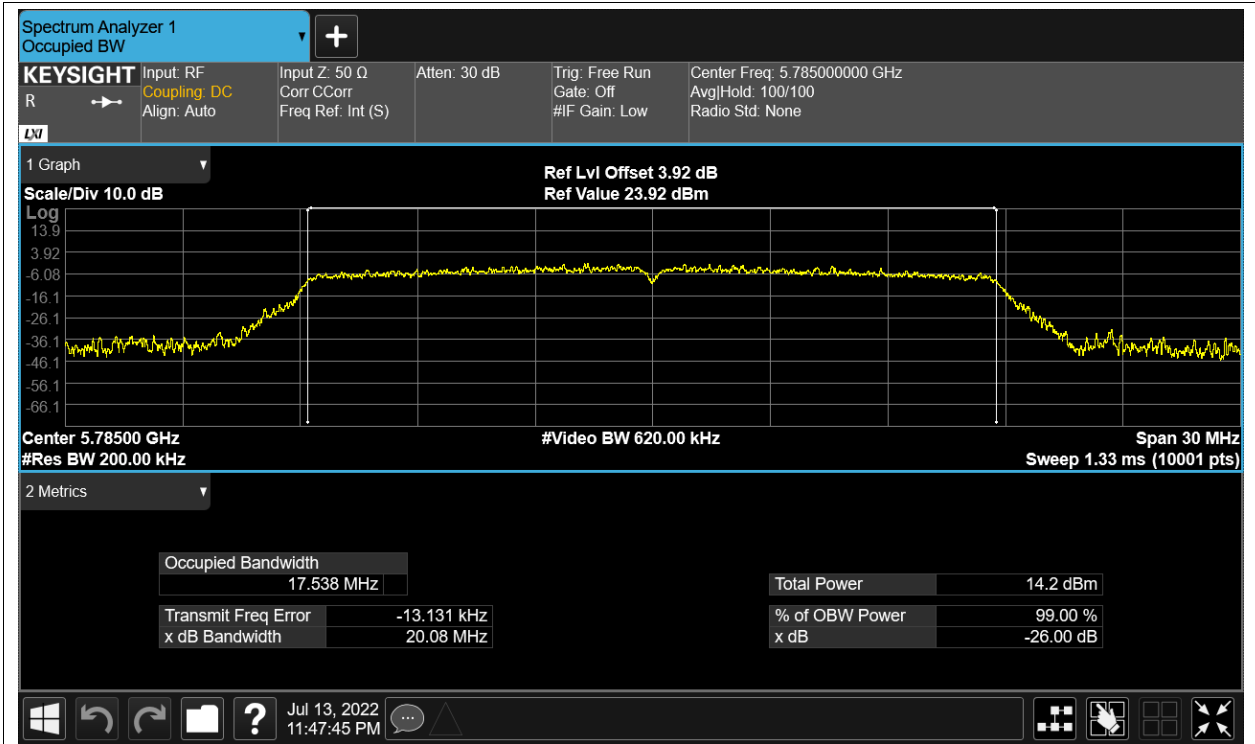 Spectrum Analyzer 1
Occupied BW
+
KEYSIGHT
R
LXI
Input: RF
Coupling: DC
Align: Auto
Input Z: 50 Ω
Corr CCorr
Freq Ref: Int (S)
Atten: 30 dB
Trig: Free Run
Gate: Off
#IF Gain: Low
Center Freq: 5.785000000 GHz
Avg|Hold: 100/100
Radio Std: None
1 Graph
Scale/Div 10.0 dB
Ref Lvl Offset 3.92 dB
Ref Value 23.92 dBm
Log
13.9
3.92
-6.08
-16.1
-26.1
-36.1
-46.1
-56.1
-66.1
Center 5.78500 GHz
#Res BW 200.00 kHz
#Video BW 620.00 kHz
Span 30 MHz
Sweep 1.33 ms (10001 pts)
2 Metrics
Occupied Bandwidth
17.538 MHz
Transmit Freq Error -13.131 kHz
x dB Bandwidth 20.08 MHz
Total Power 14.2 dBm
% of OBW Power 99.00 %
x dB -26.00 dB
?
Jul 13, 2022
11:47:45 PM